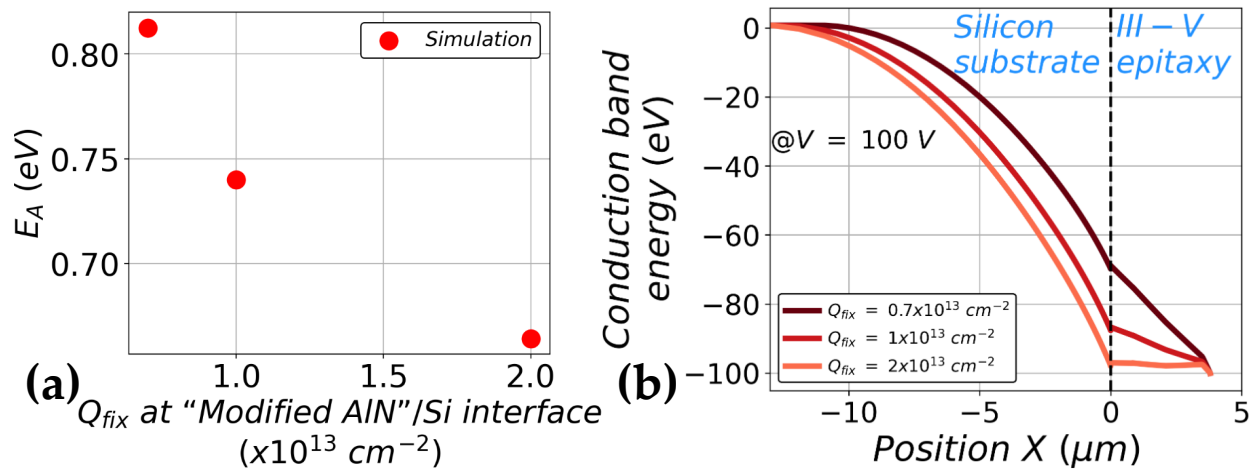 0.80
0.75
0.70
E_A (eV)
Simulation
1.0
1.5
2.0
(a)
Q_fix at “Modified AlN”/Si interface
(x10^13 cm^−2)
0
−20
−40
−60
−80
−100
Conduction band
energy (eV)
Silicon
substrate
III − V
epitaxy
@V = 100 V
Q_fix = 0.7x10^13 cm^−2
Q_fix = 1x10^13 cm^−2
Q_fix = 2x10^13 cm^−2
−10
−5
0
5
(b)
Position X (μm)